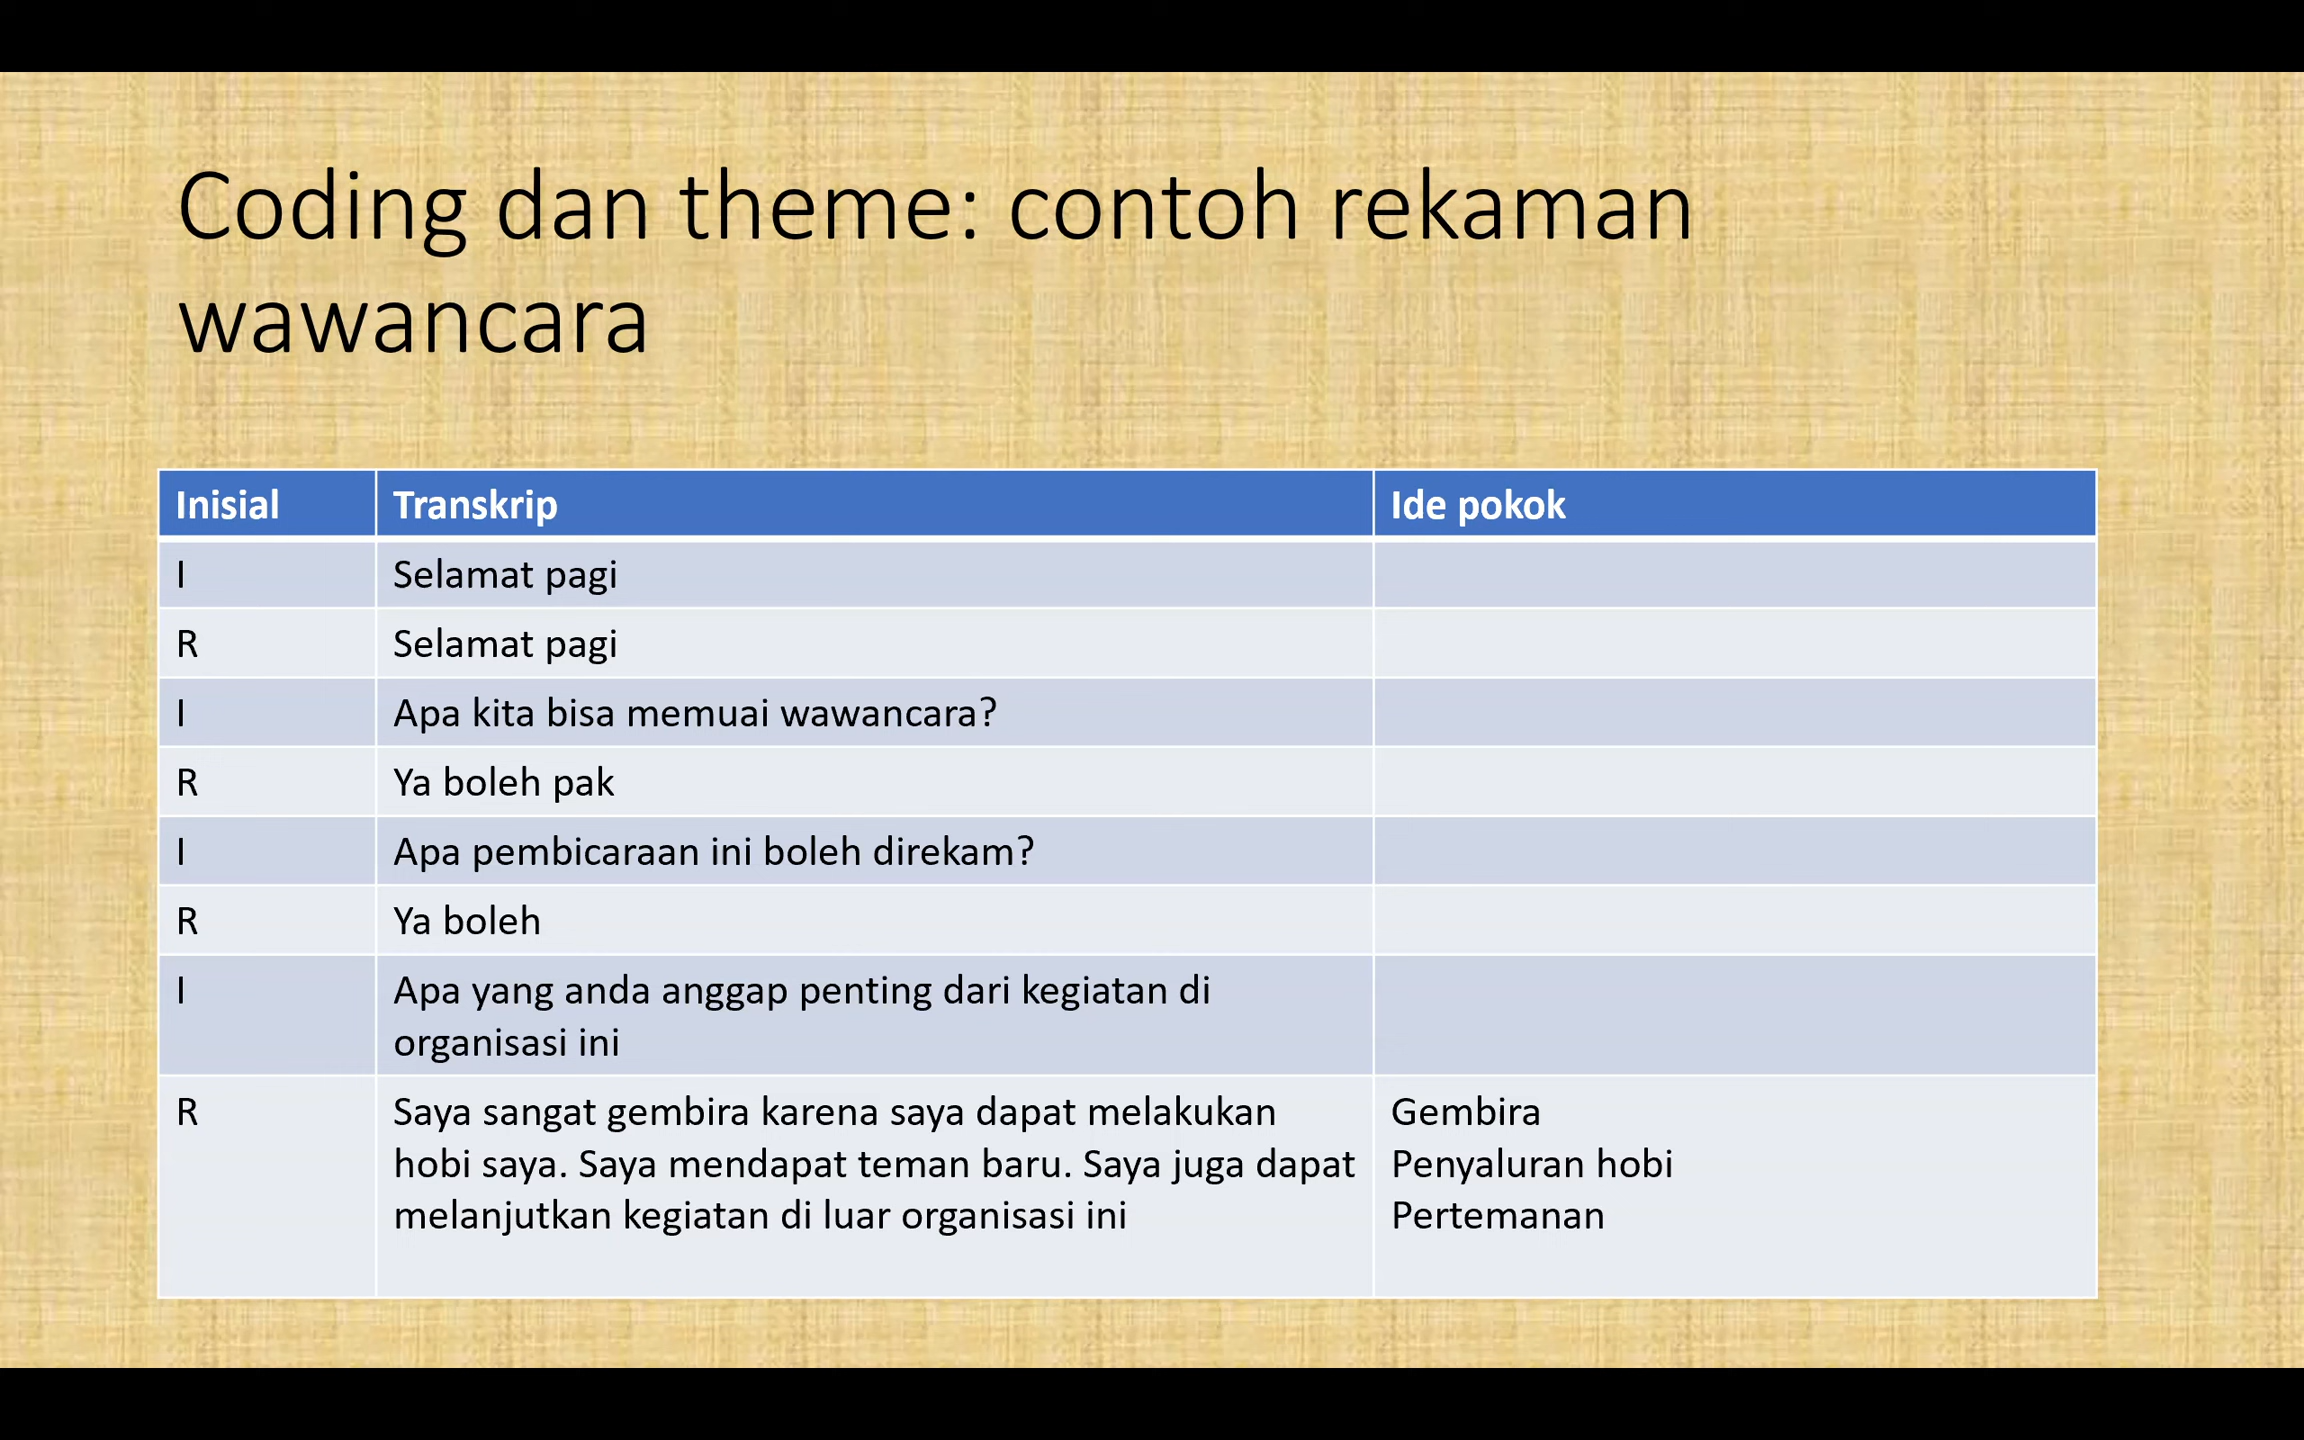 Coding dan theme: contoh rekaman
wawancara
Inisial Transkrip Ide pokok
I Selamat pagi
R Selamat pagi
I Apa kita bisa memuai wawancara?
R Ya boleh pak
I Apa pembicaraan ini boleh direkam?
R Ya boleh
I Apa yang anda anggap penting dari kegiatan di
organisasi ini
R Saya sangat gembira karena saya dapat melakukan Gembira
hobi saya. Saya mendapat teman baru. Saya juga dapat Penyaluran hobi
melanjutkan kegiatan di luar organisasi ini Pertemanan